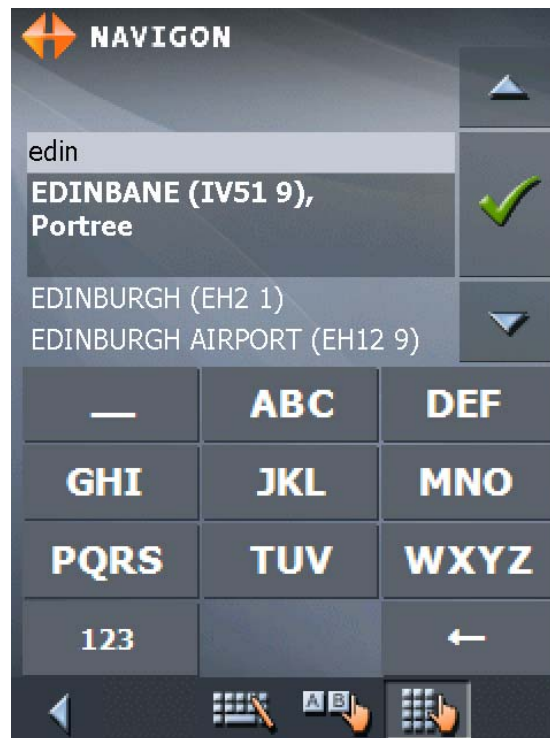 NAVIGON
edin
EDINBANE (IV51 9),
Portree
EDINBURGH (EH2 1)
EDINBURGH AIRPORT (EH12 9)
_ ABC DEF
GHI JKL MNO
PQRS TUV WXYZ
123 ←
A B